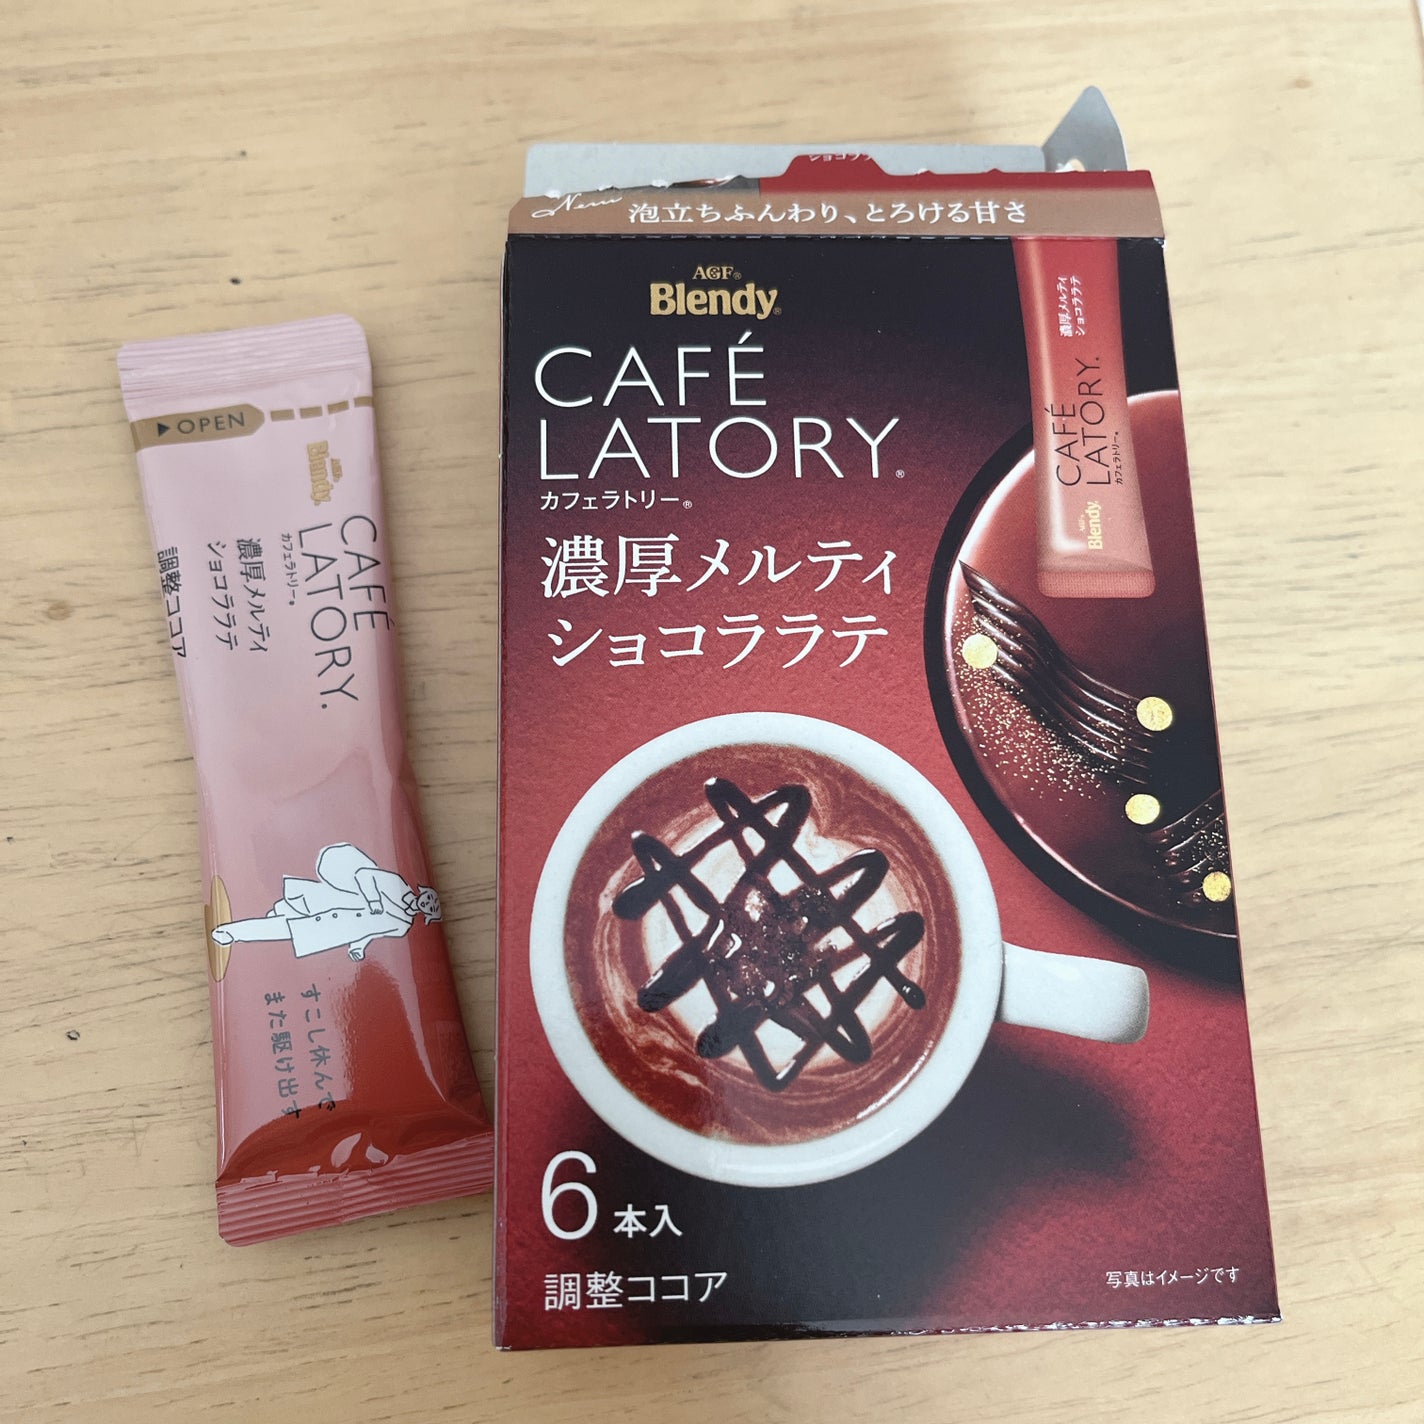 ▶OPEN
AGF
Blendy®
CAFÉ
LATORY.
カフェラトリー®
濃厚メルティ
ショコララテ
調整ココア
すこし休んで
また駆け出す
New 泡立ちふんわり、とろける甘さ
AGF®
Blendy®
CAFÉ
LATORY.®
カフェラトリー®
濃厚メルティ
ショコララテ
濃厚メルティ
ショコララテ
CAFÉ
LATORY.
カフェラトリー®
AGF
Blendy
6本入
調整ココア
写真はイメージです